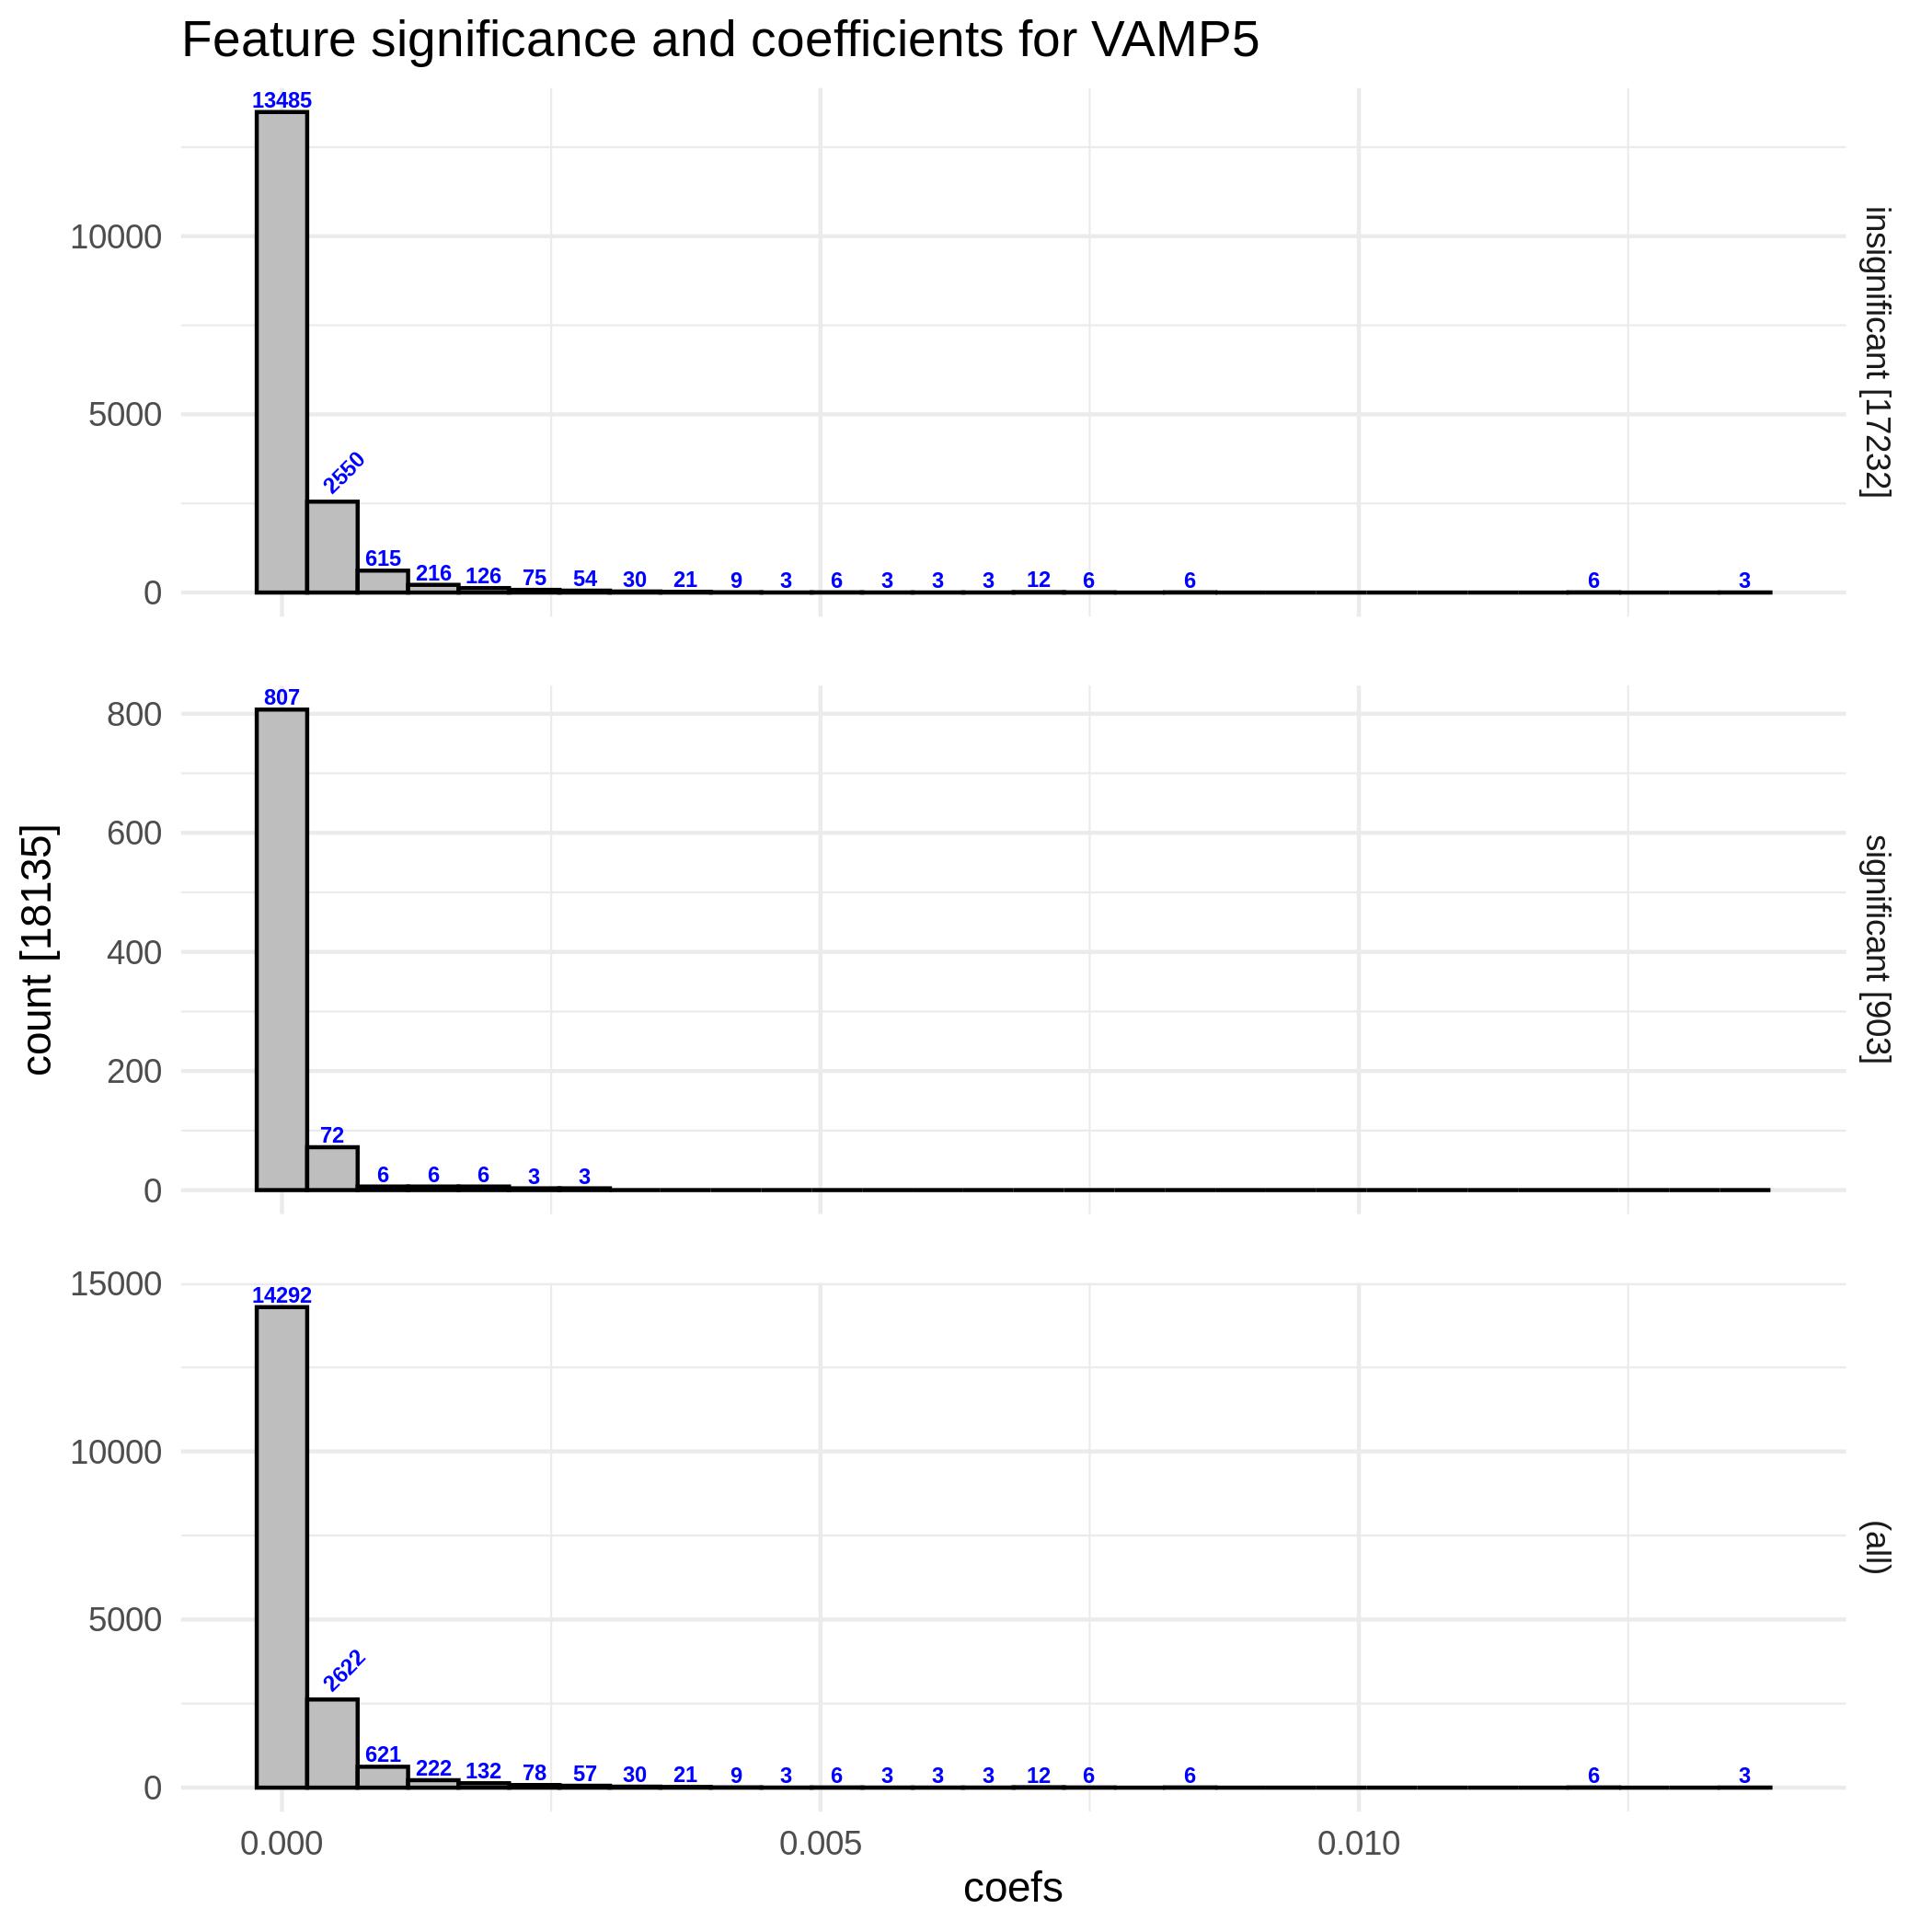 Feature significance and coefficients for VAMP5
13485
2550
615 216 126 75 54 30 21 9 3 6 3 3 3 12 6 6 6 3
10000
5000
0
insignificant [17232]
807
72
6 6 6 3 3
800
600
400
200
0
significant [903]
count [18135]
14292
2622
621 222 132 78 57 30 21 9 3 6 3 3 3 12 6 6 6 3
15000
10000
5000
0
(all)
0.000 0.005 0.010
coefs